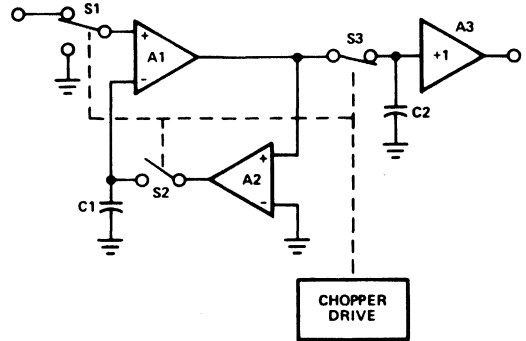 S1
+
A1
-
S3
A3
+1
C2
+
A2
-
S2
C1
CHOPPER
DRIVE